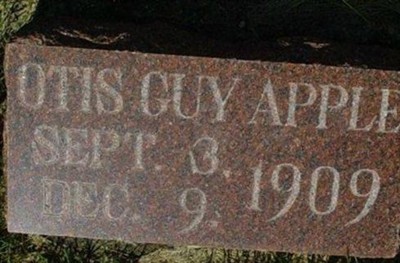 OTIS GUY APPLE
SEPT. 3.
DEC. 9. 1909